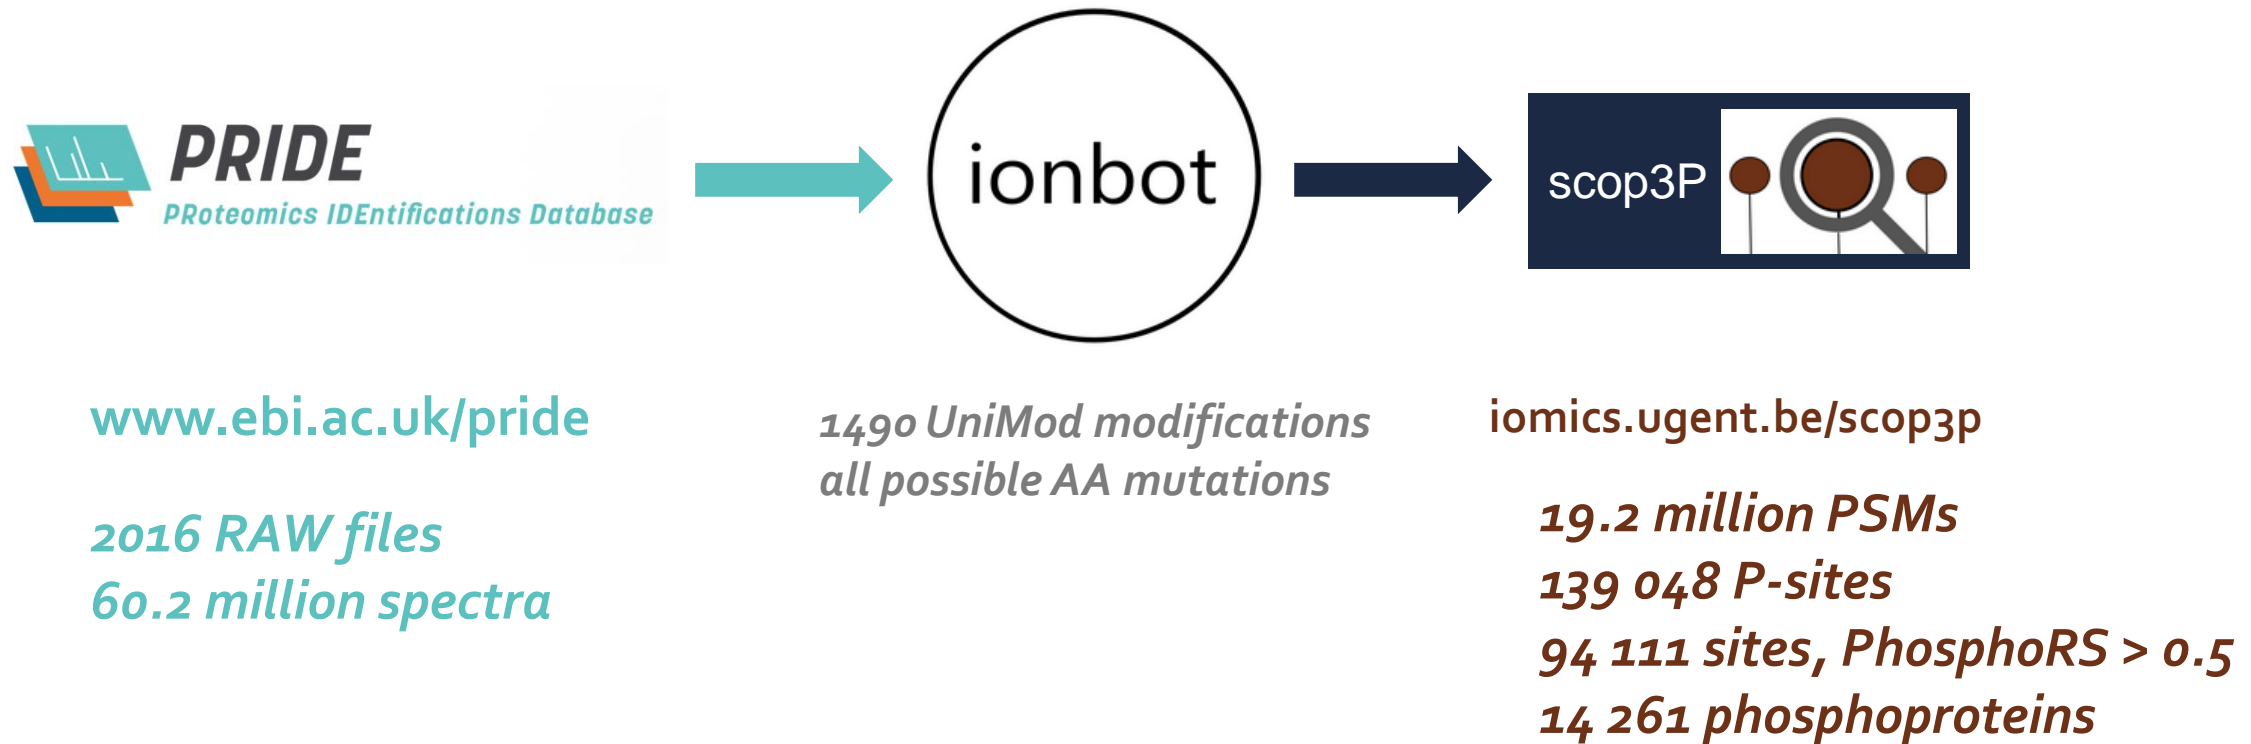 PRIDE
PRoteomics IDEntifications Database
ionbot
scop3P
www.ebi.ac.uk/pride
2016 RAW files
60.2 million spectra
1490 UniMod modifications
all possible AA mutations
iomics.ugent.be/scop3p
19.2 million PSMs
139 048 P-sites
94 111 sites, PhosphoRS > 0.5
14 261 phosphoproteins